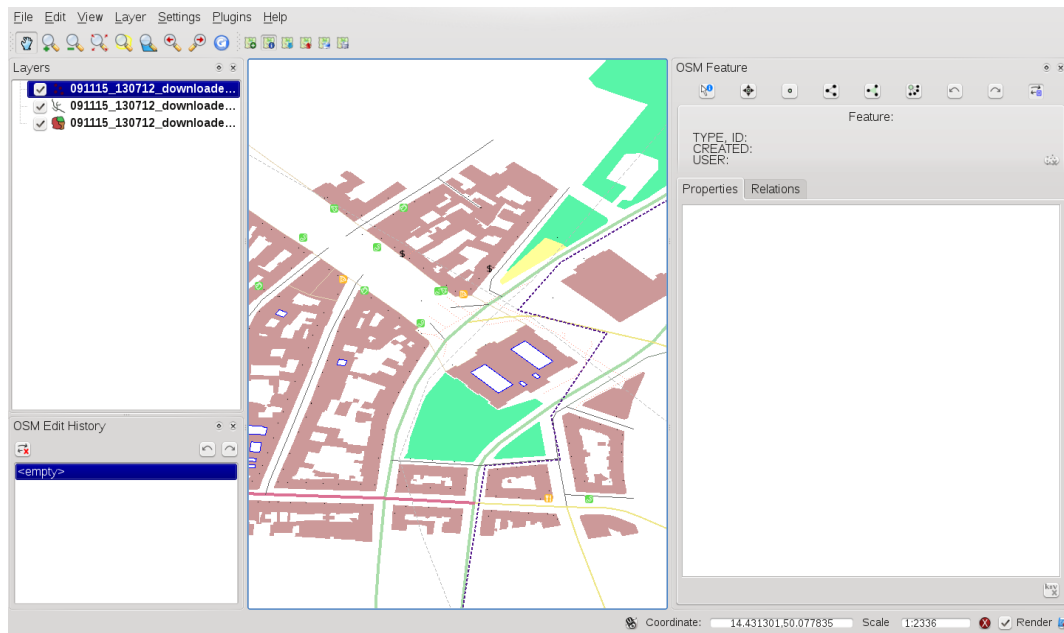 File Edit View Layer Settings Plugins Help
Layers
091115_130712_downloade...
091115_130712_downloade...
091115_130712_downloade...
OSM Edit History
<empty>
$
$
OSM Feature
Feature:
TYPE, ID:
CREATED:
USER:
Properties Relations
key
Coordinate: 14.431301,50.077835 Scale 1:2336 Render